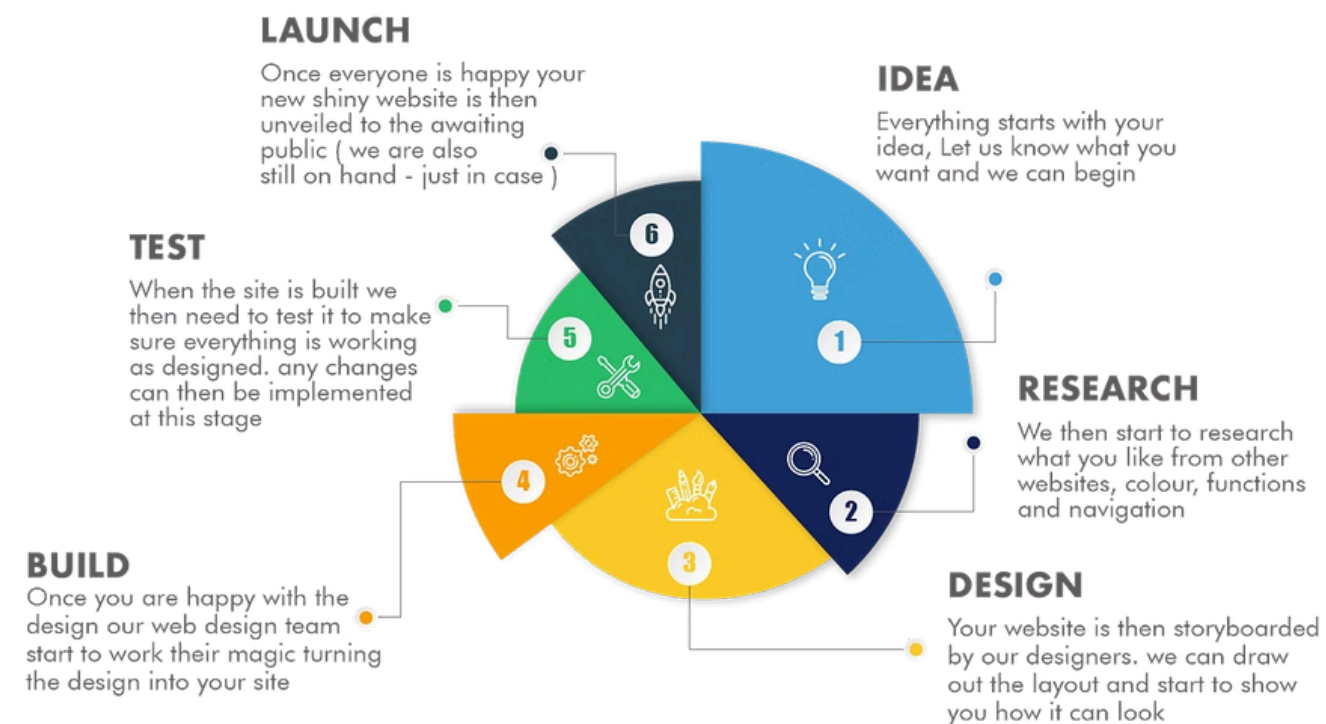 LAUNCH
Once everyone is happy your
new shiny website is then
unveiled to the awaiting
public ( we are also
still on hand - just in case )
IDEA
Everything starts with your
idea, Let us know what you
want and we can begin
TEST
When the site is built we
then need to test it to make
sure everything is working
as designed. any changes
can then be implemented
at this stage
6
1
5
RESEARCH
We then start to research
what you like from other
websites, colour, functions
and navigation
4
2
3
BUILD
Once you are happy with the
design our web design team
start to work their magic turning
the design into your site
DESIGN
Your website is then storyboarded
by our designers. we can draw
out the layout and start to show
you how it can look